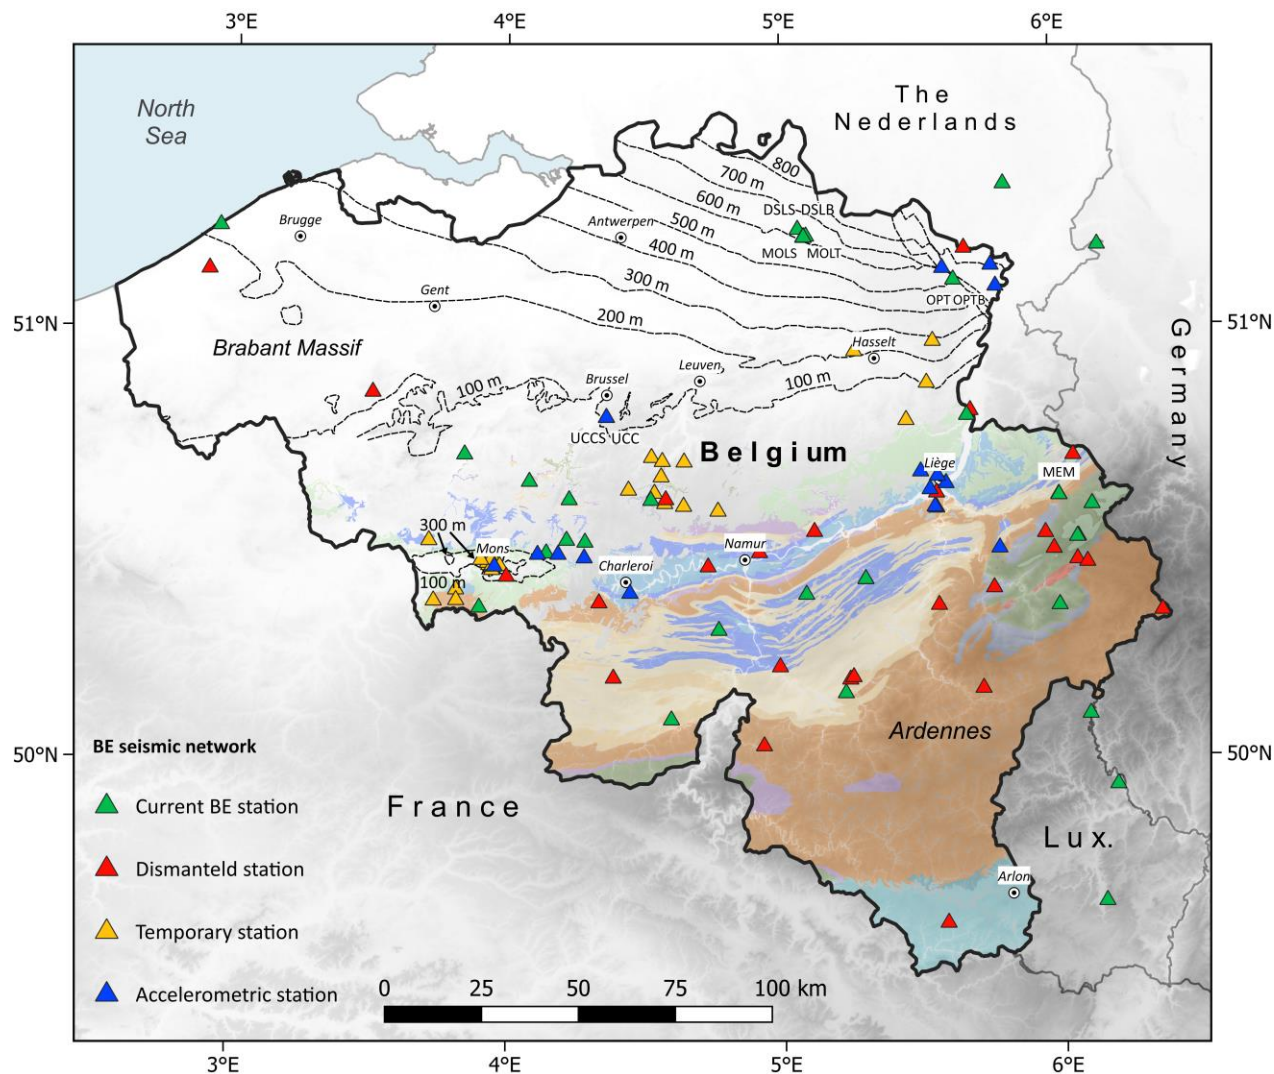 3°E
4°E
5°E
6°E
North
Sea
The
Nederlands
800
700 m
600 m
500 m
400 m
300 m
200 m
DSLS DSLB
MOLS MOLT
Brugge
Antwerpen
Gent
OPT OPTB
51°N
51°N
Germany
Brabant Massif
Hasselt
Leuven
Brussel
100 m
100 m
UCCS UCC
Belgium
Liège
MEM
300 m
Mons
100 m
Namur
Charleroi
Ardennes
50°N
50°N
BE seismic network
Current BE station
France
Lux.
Dismanteld station
Arlon
Temporary station
Accelerometric station
0 25 50 75 100 km
3°E
4°E
5°E
6°E